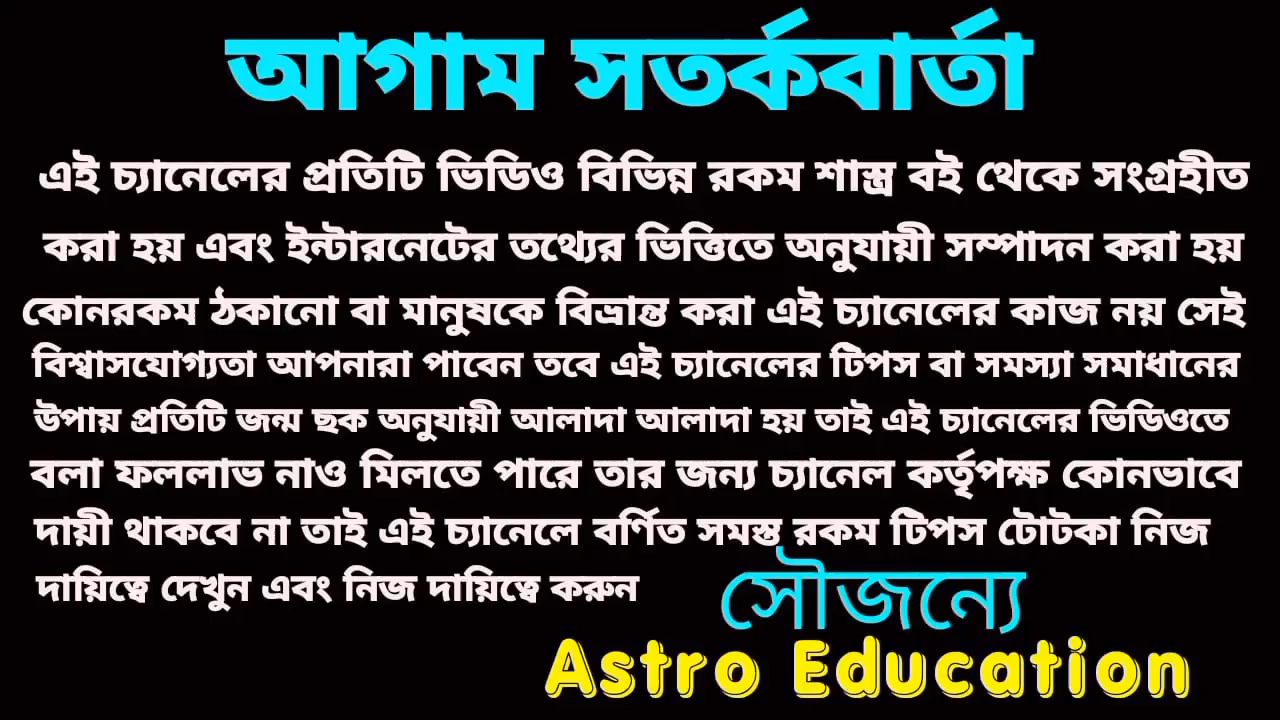 আগাম সতর্কবার্তা
এই চ্যানেলের প্রতিটি ভিডিও বিভিন্ন রকম শাস্ত্র বই থেকে সংগ্রহীত
করা হয় এবং ইন্টারনেটের তথ্যের ভিত্তিতে অনুযায়ী সম্পাদন করা হয়
কোনরকম ঠকানো বা মানুষকে বিভ্রান্ত করা এই চ্যানেলের কাজ নয় সেই
বিশ্বাসযোগ্যতা আপনারা পাবেন তবে এই চ্যানেলের টিপস বা সমস্যা সমাধানের
উপায় প্রতিটি জন্ম ছক অনুযায়ী আলাদা আলাদা হয় তাই এই চ্যানেলের ভিডিওতে
বলা ফললাভ নাও মিলতে পারে তার জন্য চ্যানেল কর্তৃপক্ষ কোনভাবে
দায়ী থাকবে না তাই এই চ্যানেলে বর্ণিত সমস্ত রকম টিপস টোটকা নিজ
দায়িত্বে দেখুন এবং নিজ দায়িত্বে করুন
সৌজন্যে
Astro Education